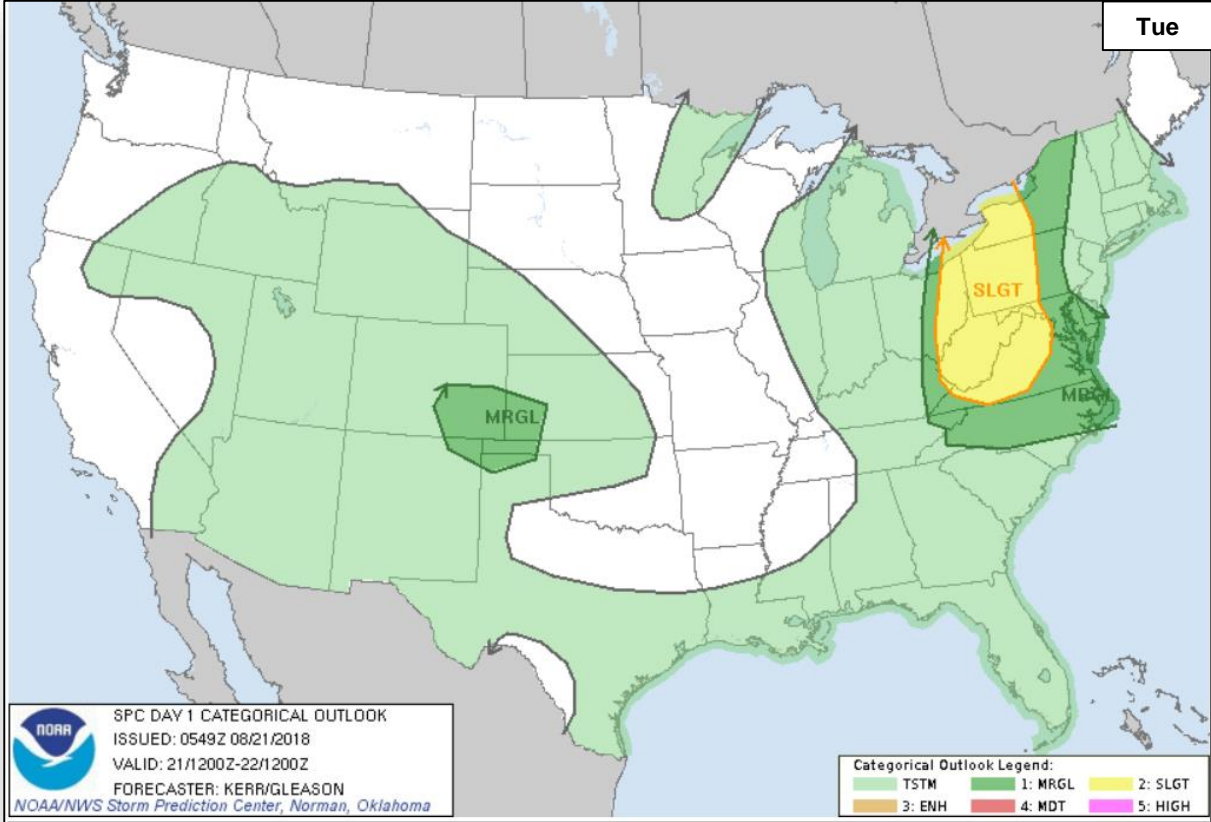 Tue
SLGT
MRGL
MRGL
NOAA
SPC DAY 1 CATEGORICAL OUTLOOK
ISSUED: 0549Z 08/21/2018
VALID: 21/1200Z-22/1200Z
FORECASTER: KERR/GLEASON
NOAA/NWS Storm Prediction Center, Norman, Oklahoma
Categorical Outlook Legend:
TSTM 1: MRGL 2: SLGT
3: ENH 4: MDT 5: HIGH